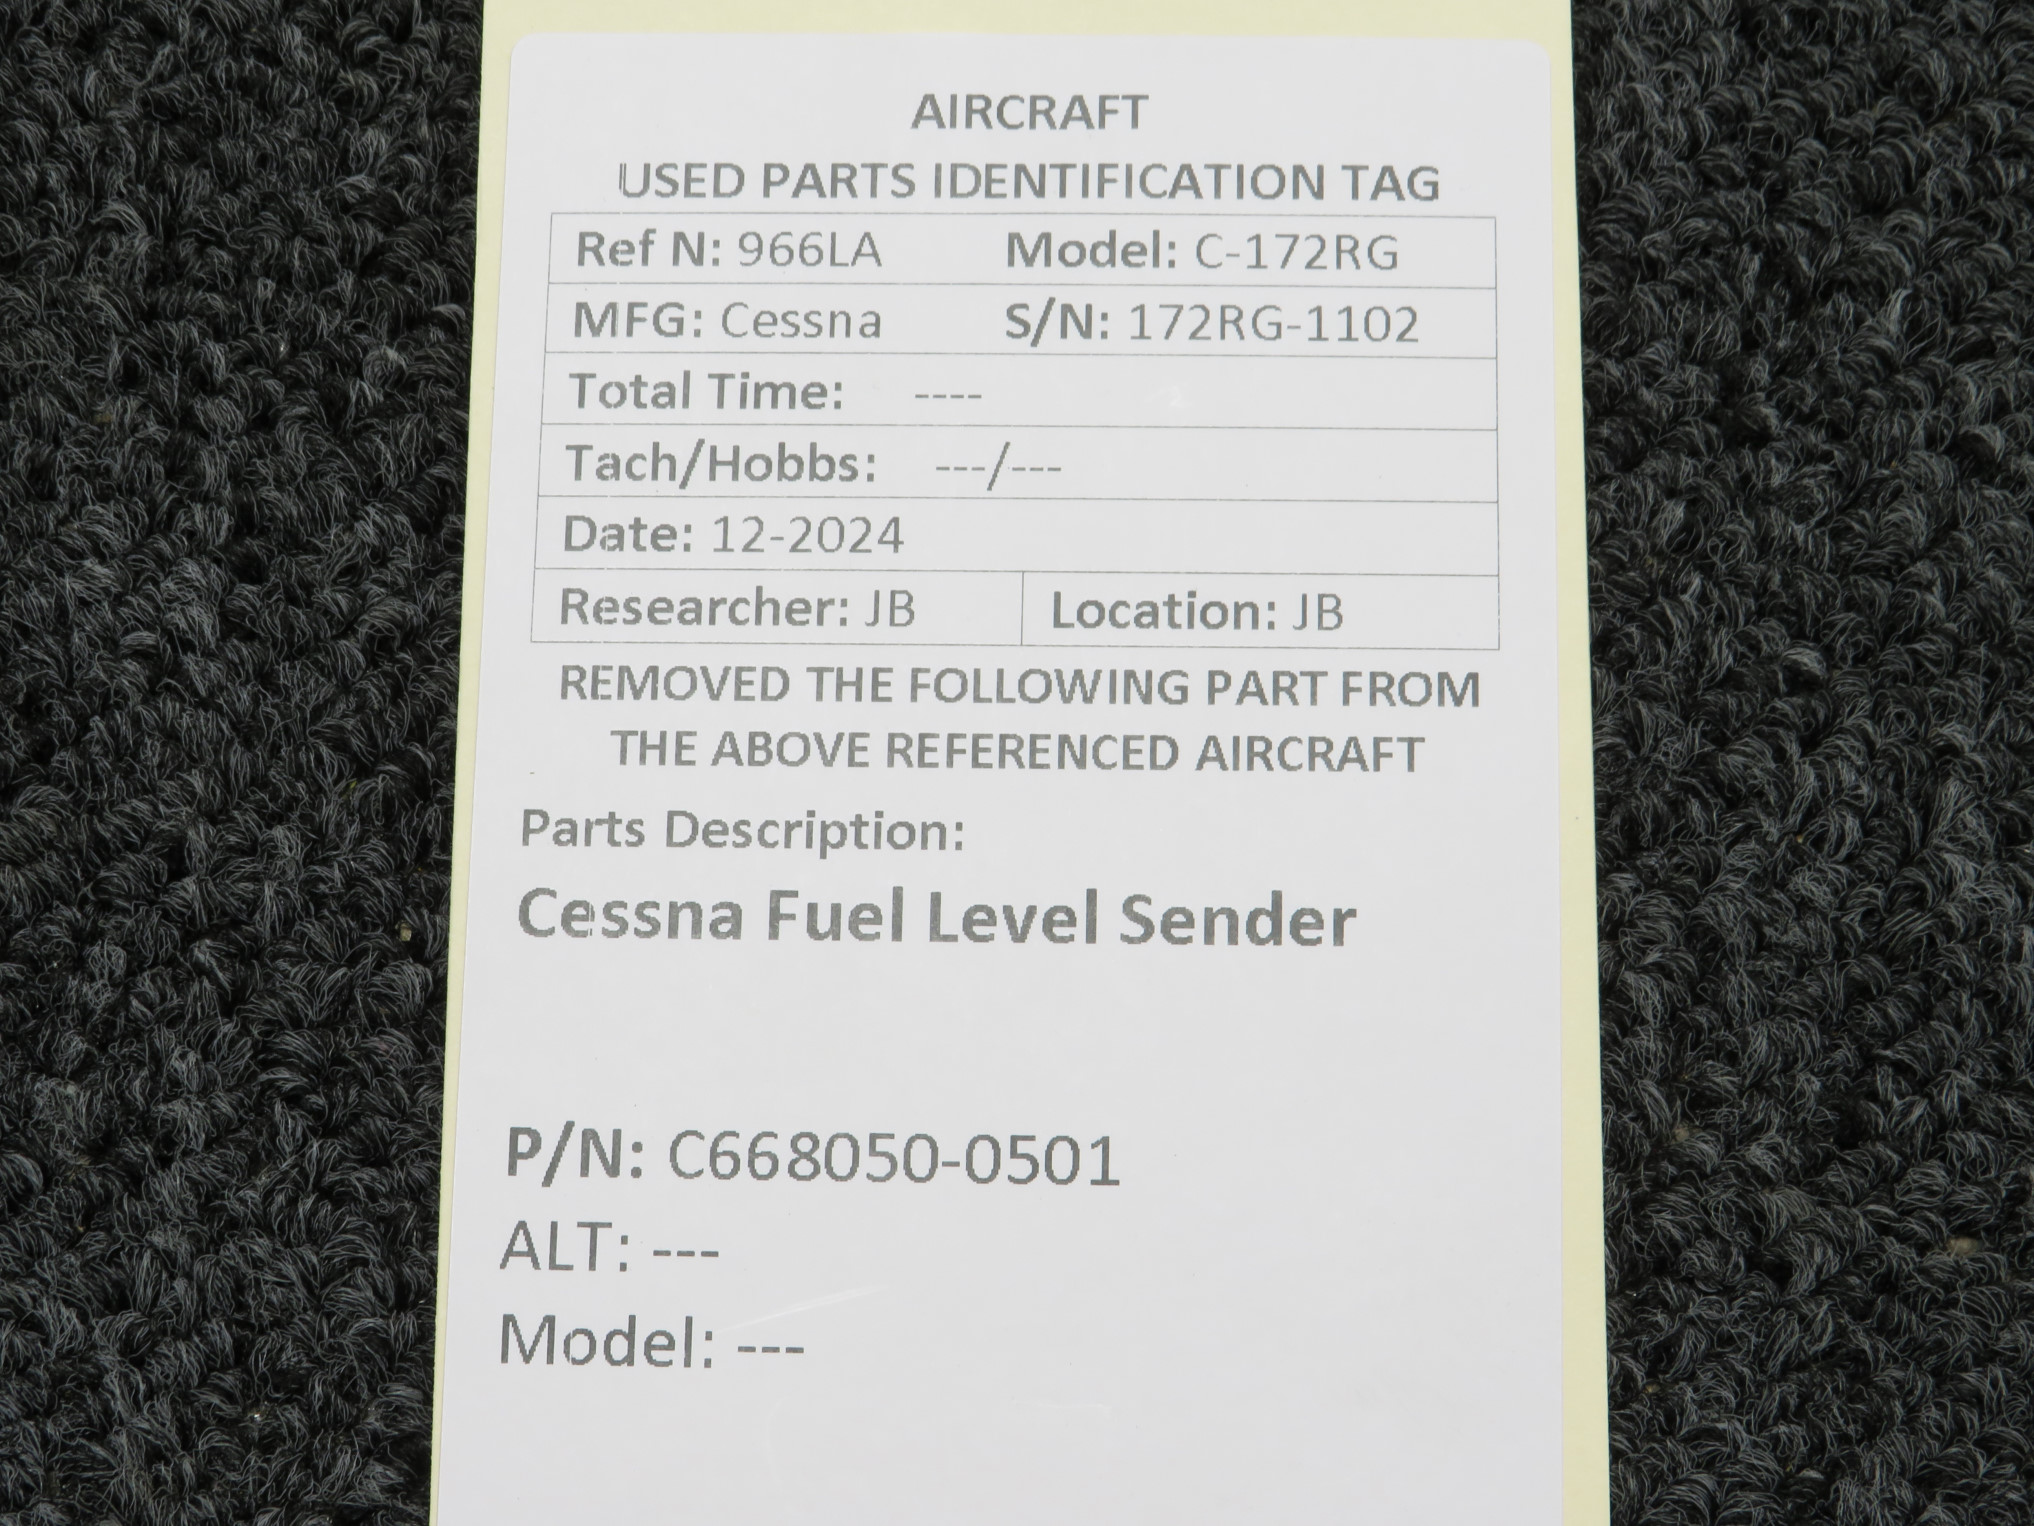 AIRCRAFT
USED PARTS IDENTIFICATION TAG
Ref N: 966LA Model: C-172RG
MFG: Cessna S/N: 172RG-1102
Total Time: ----
Tach/Hobbs: ---/---
Date: 12-2024
Researcher: JB Location: JB
REMOVED THE FOLLOWING PART FROM
THE ABOVE REFERENCED AIRCRAFT
Parts Description:
Cessna Fuel Level Sender
P/N: C668050-0501
ALT: ---
Model: ---